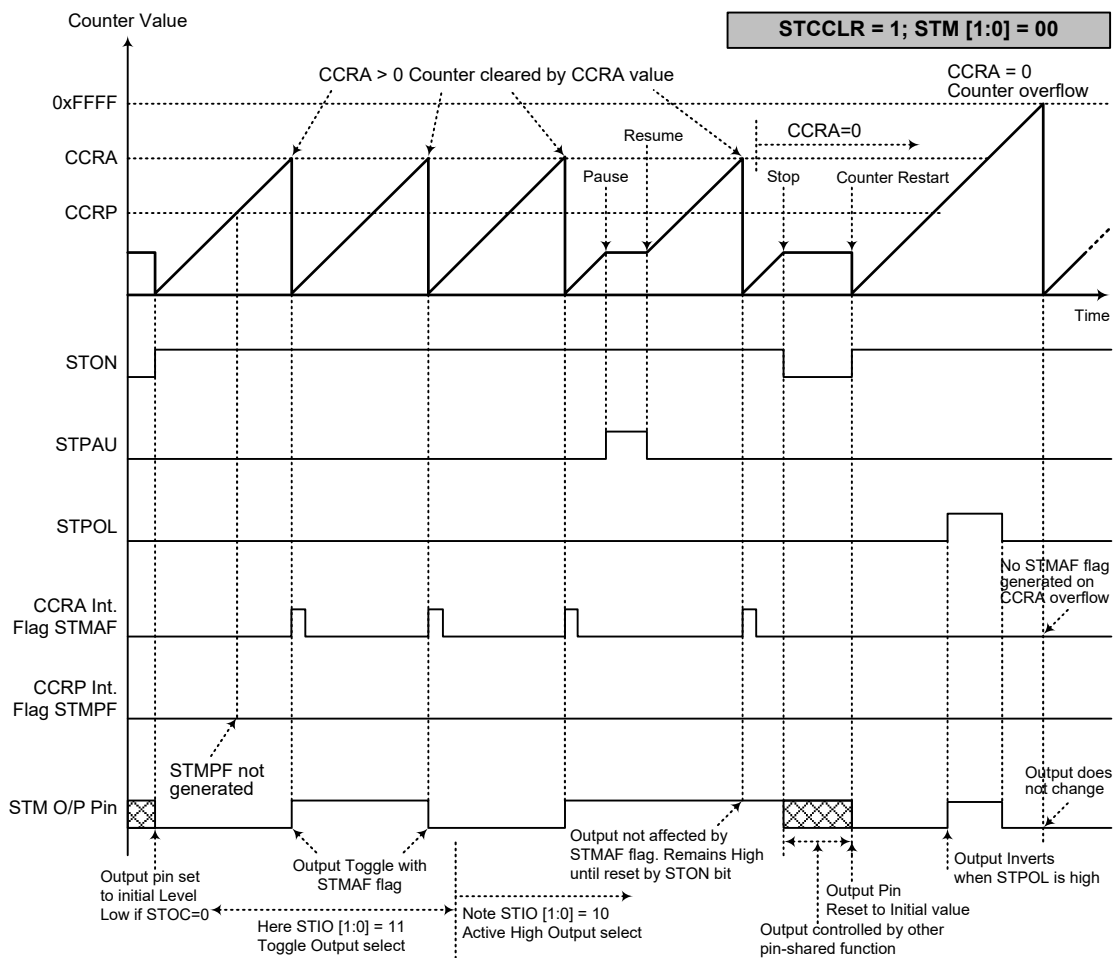 Counter Value
STCCLR = 1; STM [1:0] = 00
CCRA > 0 Counter cleared by CCRA value
CCRA = 0
Counter overflow
0xFFFF
Resume
CCRA=0
CCRA
Pause
Stop
Counter Restart
CCRP
Time
STON
STPAU
STPOL
No STMAF flag
generated on
CCRA overflow
CCRA Int.
Flag STMAF
CCRP Int.
Flag STMPF
STMPF not
generated
Output does
not change
STM O/P Pin
Output pin set
to initial Level
Low if STOC=0
Output Toggle with
STMAF flag
Output not affected by
STMAF flag. Remains High
until reset by STON bit
Output Inverts
when STPOL is high
Output Pin
Reset to Initial value
Here STIO [1:0] = 11
Toggle Output select
Note STIO [1:0] = 10
Active High Output select
Output controlled by other
pin-shared function